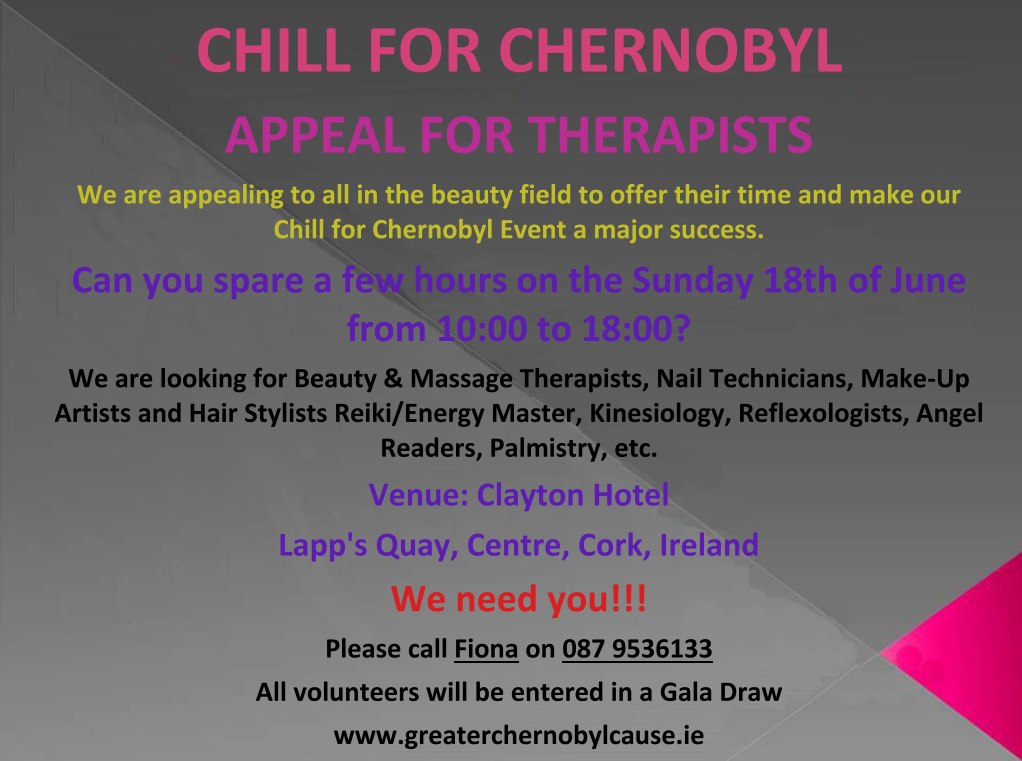 CHILL FOR CHERNOBYL
APPEAL FOR THERAPISTS
We are appealing to all in the beauty field to offer their time and make our
Chill for Chernobyl Event a major success.
Can you spare a few hours on the Sunday 18th of June
from 10:00 to 18:00?
We are looking for Beauty & Massage Therapists, Nail Technicians, Make-Up
Artists and Hair Stylists Reiki/Energy Master, Kinesiology, Reflexologists, Angel
Readers, Palmistry, etc.
Venue: Clayton Hotel
Lapp's Quay, Centre, Cork, Ireland
We need you!!!
Please call Fiona on 087 9536133
All volunteers will be entered in a Gala Draw
www.greaterchernobylcause.ie